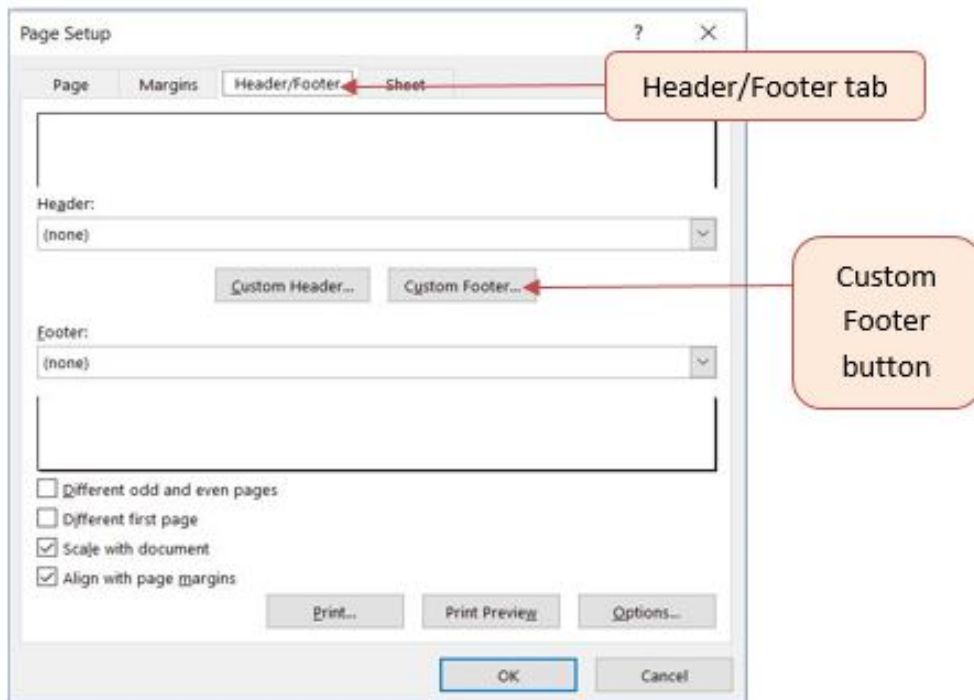 Page Setup ? ×
Page Margins Header/Footer Sheet
Header/Footer tab
Header:
(none)
Custom Header... Custom Footer...
Custom
Footer
button
Footer:
(none)
Different odd and even pages
Different first page
Scale with document
Align with page margins
Print... Print Preview Options...
OK Cancel